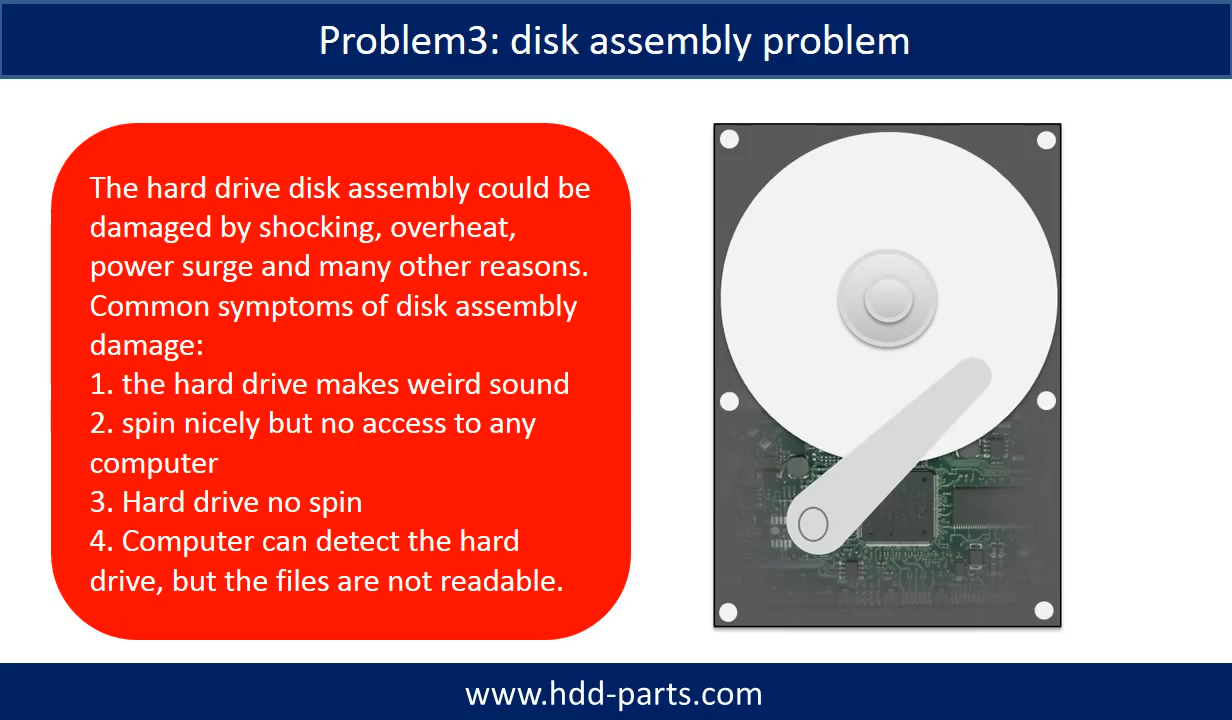 Problem3: disk assembly problem
The hard drive disk assembly could be
damaged by shocking, overheat,
power surge and many other reasons.
Common symptoms of disk assembly
damage:
1. the hard drive makes weird sound
2. spin nicely but no access to any
computer
3. Hard drive no spin
4. Computer can detect the hard
drive, but the files are not readable.
www.hdd-parts.com